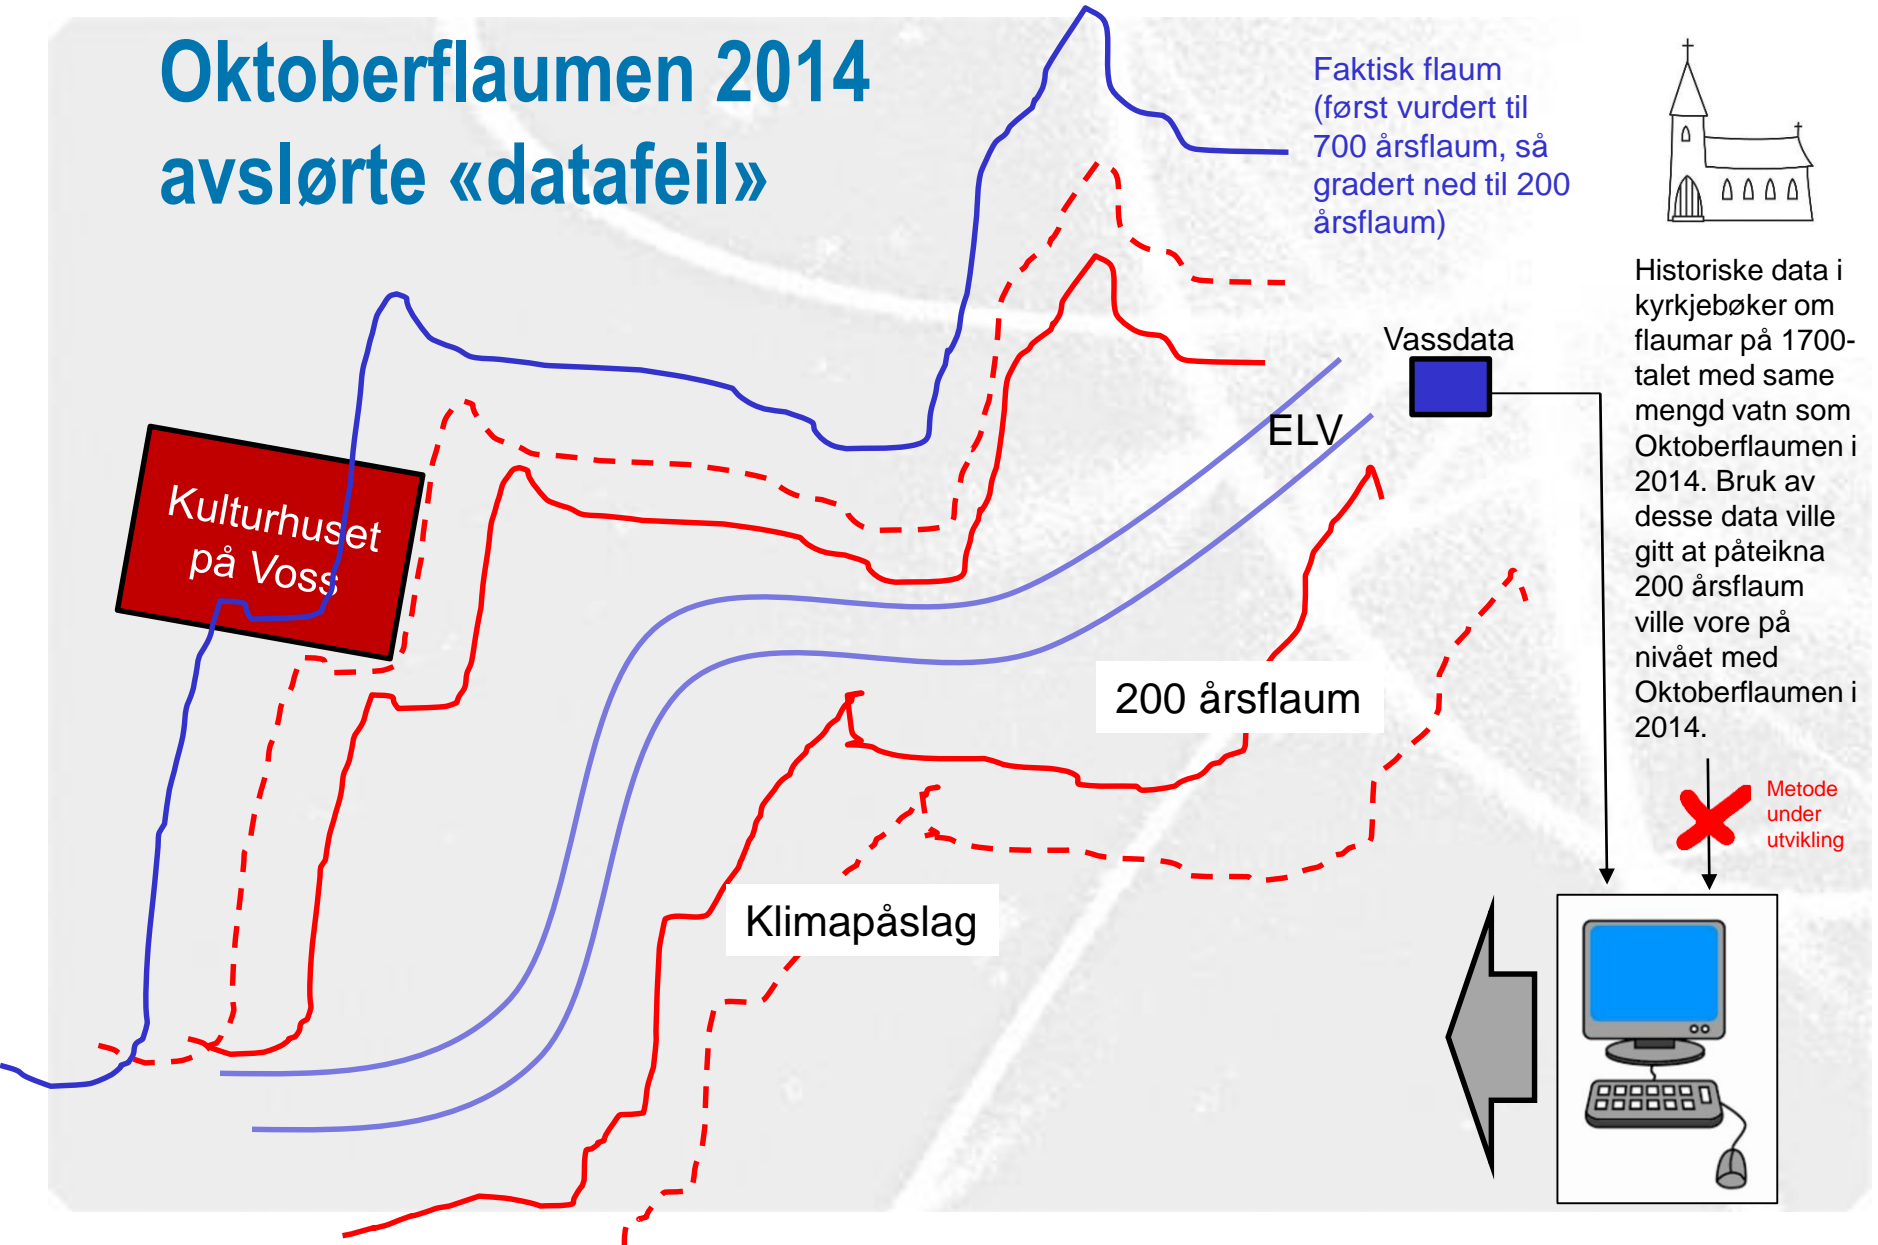 Oktoberflaumen 2014
avslørte «datafeil»
Faktisk flaum
(først vurdert til
700 årsflaum, så
gradert ned til 200
årsflaum)
Historiske data i
kyrkjebøker om
flaumar på 1700-
talet med same
mengd vatn som
Oktoberflaumen i
2014. Bruk av
desse data ville
gitt at påteikna
200 årsflaum
ville vore på
nivået med
Oktoberflaumen i
2014.
Vassdata
ELV
Kulturhuset
på Voss
200 årsflaum
Metode
under
utvikling
Klimapåslag